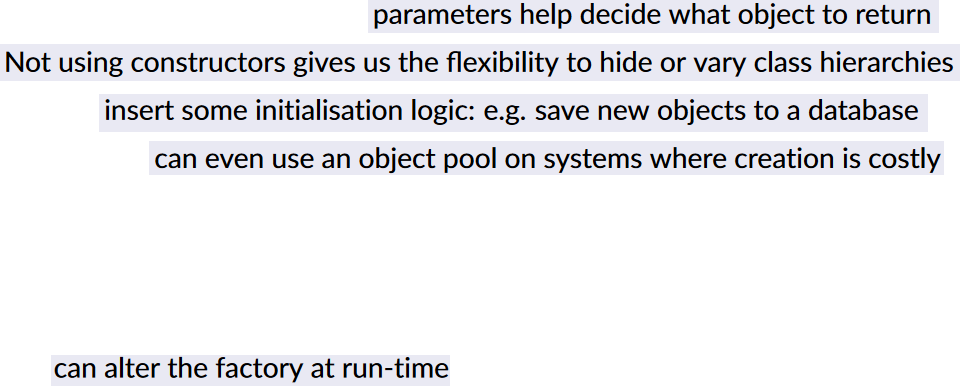 parameters help decide what object to return
Not using constructors gives us the flexibility to hide or vary class hierarchies
insert some initialisation logic: e.g. save new objects to a database
can even use an object pool on systems where creation is costly
can alter the factory at run-time